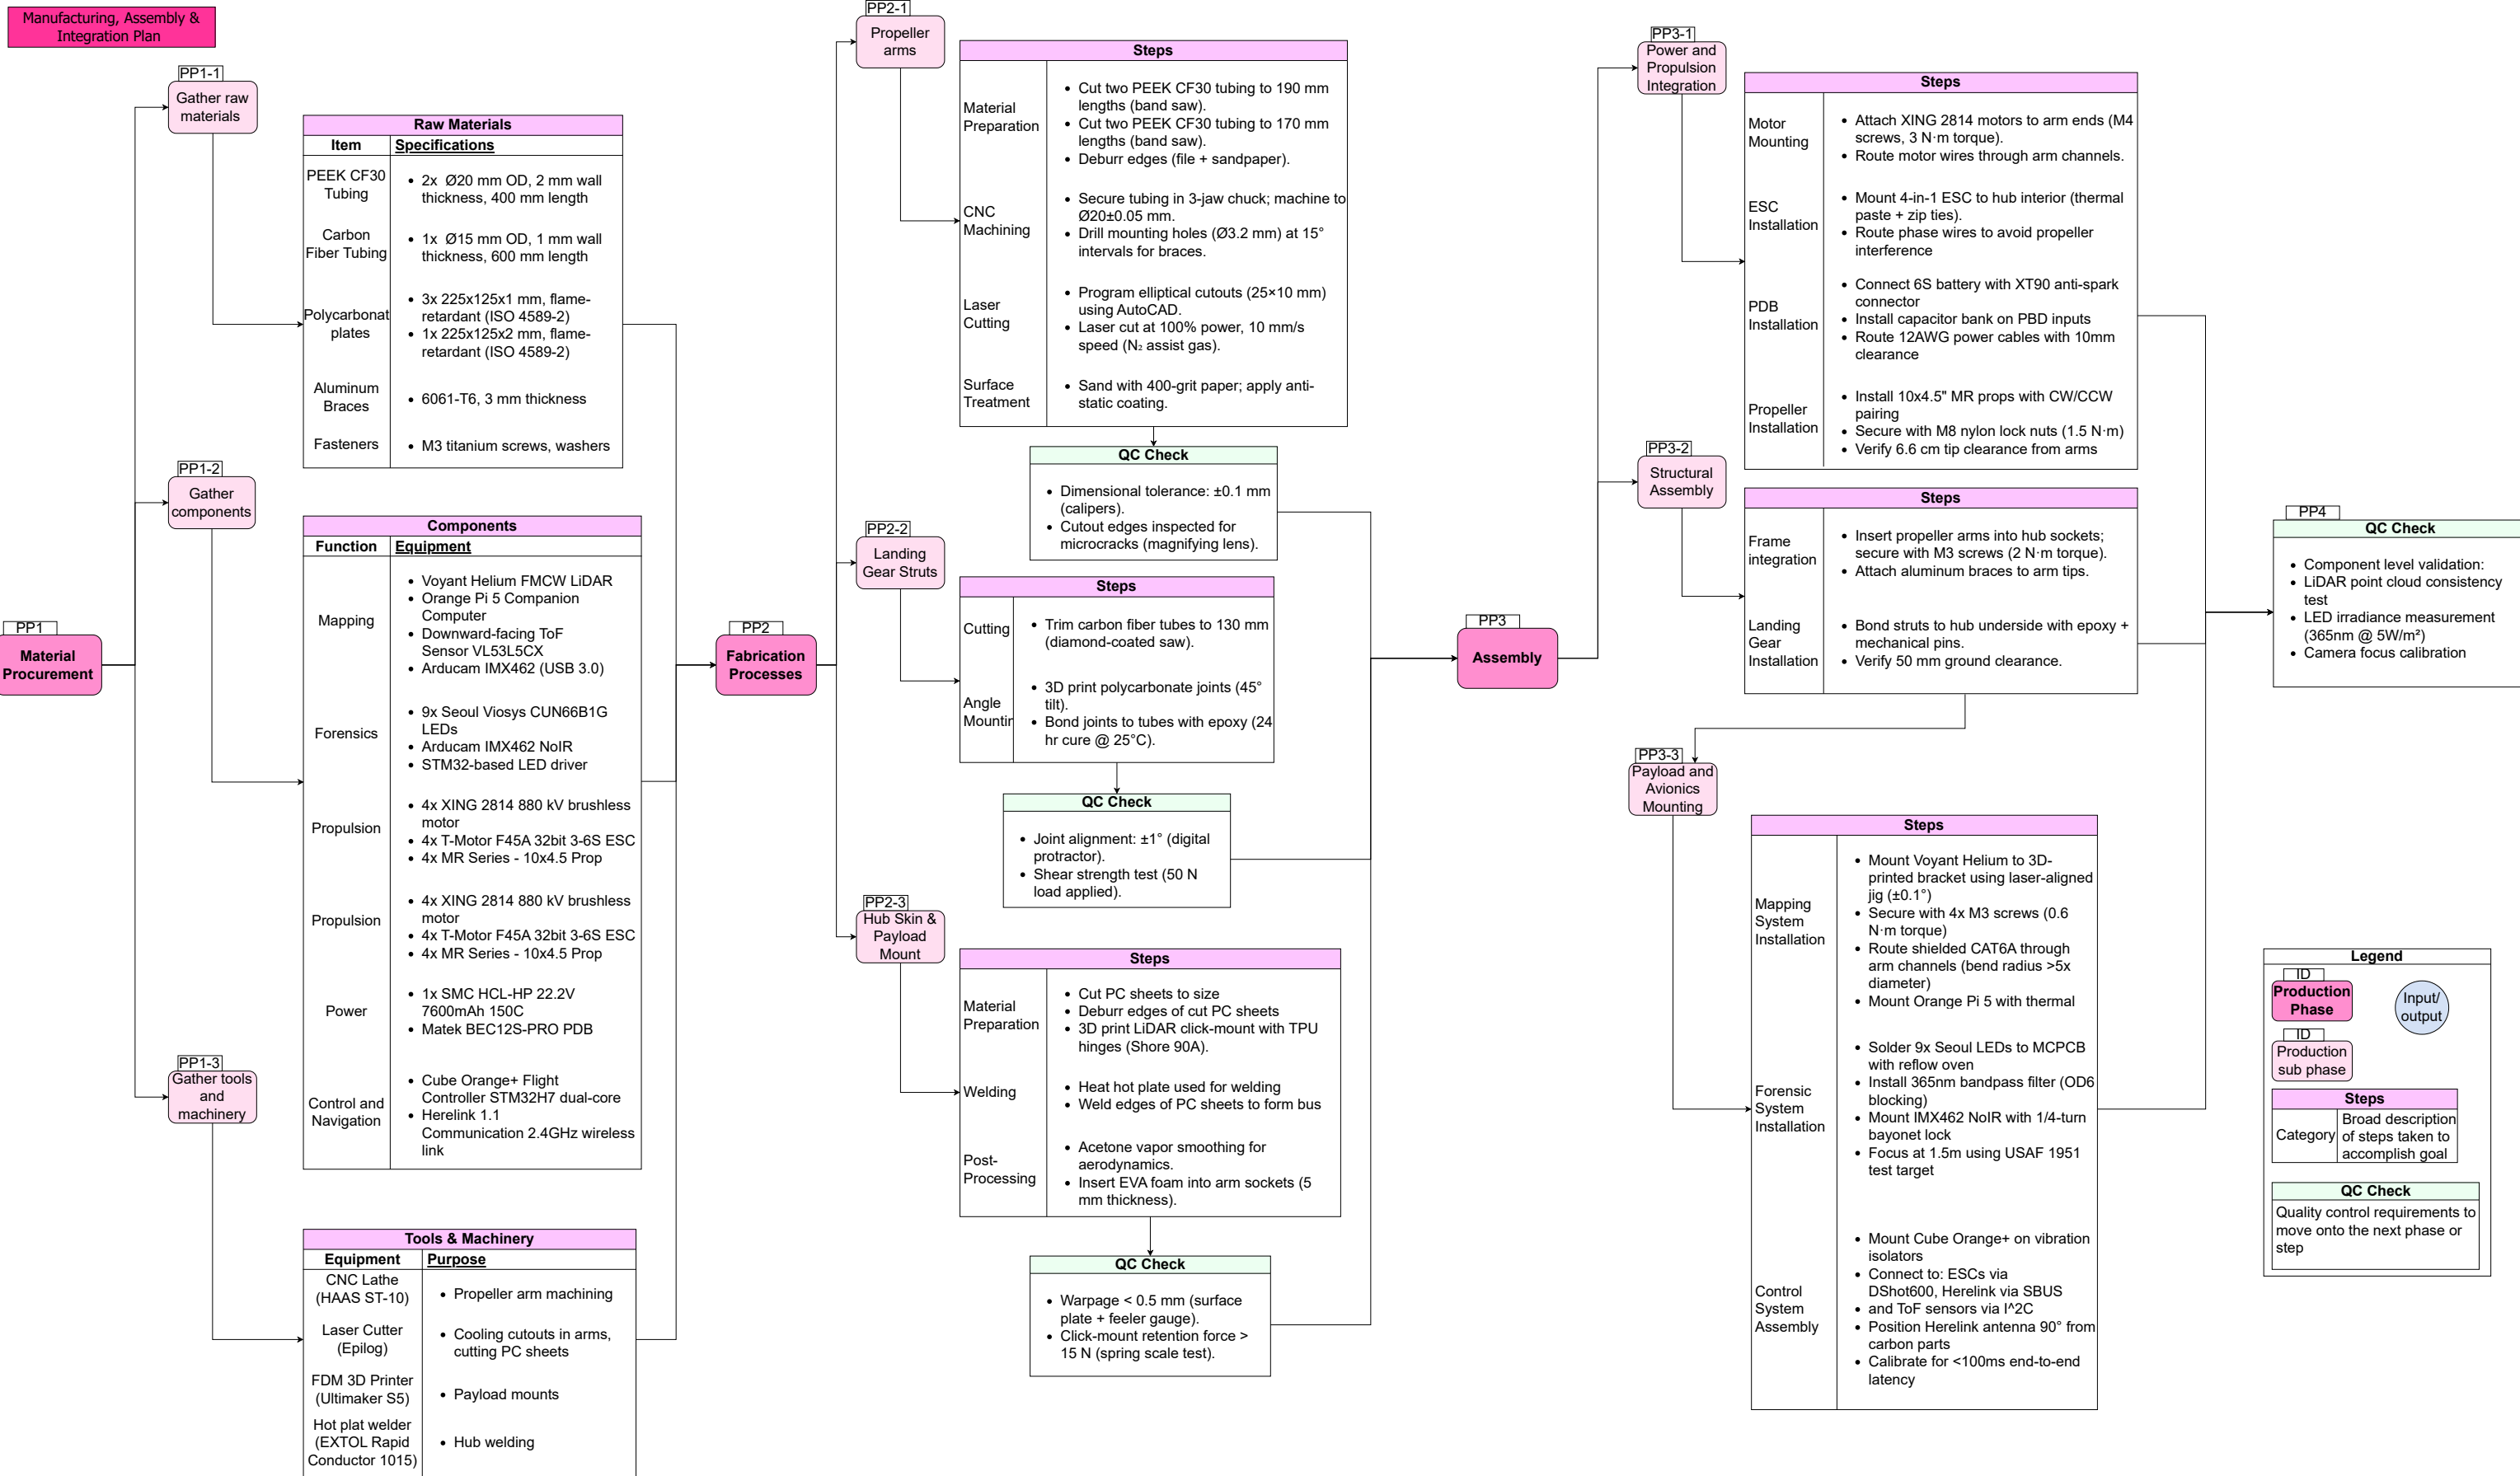 Manufacturing, Assembly &
Integration Plan
PP1
Material
Procurement
PP1-1
Gather raw
materials
Raw Materials
Item
Specifications
PEEK CF30
Tubing
• 2x Ø20 mm OD, 2 mm wall
thickness, 400 mm length
Carbon
Fiber Tubing
• 1x Ø15 mm OD, 1 mm wall
thickness, 600 mm length
Polycarbonat
plates
• 3x 225x125x1 mm, flame-
retardant (ISO 4589-2)
• 1x 225x125x2 mm, flame-
retardant (ISO 4589-2)
Aluminum
Braces
• 6061-T6, 3 mm thickness
Fasteners
• M3 titanium screws, washers
PP1-2
Gather
components
Components
Function
Equipment
Mapping
• Voyant Helium FMCW LiDAR
• Orange Pi 5 Companion
Computer
• Downward-facing ToF
Sensor VL53L5CX
• Arducam IMX462 (USB 3.0)
Forensics
• 9x Seoul Viosys CUN66B1G
LEDs
• Arducam IMX462 NoIR
• STM32-based LED driver
Propulsion
• 4x XING 2814 880 kV brushless
motor
• 4x T-Motor F45A 32bit 3-6S ESC
• 4x MR Series - 10x4.5 Prop
Propulsion
• 4x XING 2814 880 kV brushless
motor
• 4x T-Motor F45A 32bit 3-6S ESC
• 4x MR Series - 10x4.5 Prop
Power
• 1x SMC HCL-HP 22.2V
7600mAh 150C
• Matek BEC12S-PRO PDB
Control and
Navigation
• Cube Orange+ Flight
Controller STM32H7 dual-core
• Herelink 1.1
Communication 2.4GHz wireless
link
PP1-3
Gather tools
and
machinery
Tools & Machinery
Equipment
Purpose
CNC Lathe
(HAAS ST-10)
• Propeller arm machining
Laser Cutter
(Epilog)
• Cooling cutouts in arms,
cutting PC sheets
FDM 3D Printer
(Ultimaker S5)
• Payload mounts
Hot plat welder
(EXTOL Rapid
Conductor 1015)
• Hub welding
PP2
Fabrication
Processes
PP2-1
Propeller
arms
Steps
Material
Preparation
• Cut two PEEK CF30 tubing to 190 mm
lengths (band saw).
• Cut two PEEK CF30 tubing to 170 mm
lengths (band saw).
• Deburr edges (file + sandpaper).
CNC
Machining
• Secure tubing in 3-jaw chuck; machine to
Ø20±0.05 mm.
• Drill mounting holes (Ø3.2 mm) at 15°
intervals for braces.
Laser
Cutting
• Program elliptical cutouts (25×10 mm)
using AutoCAD.
• Laser cut at 100% power, 10 mm/s
speed (N₂ assist gas).
Surface
Treatment
• Sand with 400-grit paper; apply anti-
static coating.
QC Check
• Dimensional tolerance: ±0.1 mm
(calipers).
• Cutout edges inspected for
microcracks (magnifying lens).
PP2-2
Landing
Gear Struts
Steps
Cutting
• Trim carbon fiber tubes to 130 mm
(diamond-coated saw).
Angle
Mountin
• 3D print polycarbonate joints (45°
tilt).
• Bond joints to tubes with epoxy (24
hr cure @ 25°C).
QC Check
• Joint alignment: ±1° (digital
protractor).
• Shear strength test (50 N
load applied).
PP2-3
Hub Skin &
Payload
Mount
Steps
Material
Preparation
• Cut PC sheets to size
• Deburr edges of cut PC sheets
• 3D print LiDAR click-mount with TPU
hinges (Shore 90A).
Welding
• Heat hot plate used for welding
• Weld edges of PC sheets to form bus
Post-
Processing
• Acetone vapor smoothing for
aerodynamics.
• Insert EVA foam into arm sockets (5
mm thickness).
QC Check
• Warpage < 0.5 mm (surface
plate + feeler gauge).
• Click-mount retention force >
15 N (spring scale test).
PP3
Assembly
PP3-1
Power and
Propulsion
Integration
Steps
Motor
Mounting
• Attach XING 2814 motors to arm ends (M4
screws, 3 N·m torque).
• Route motor wires through arm channels.
ESC
Installation
• Mount 4-in-1 ESC to hub interior (thermal
paste + zip ties).
• Route phase wires to avoid propeller
interference
PDB
Installation
• Connect 6S battery with XT90 anti-spark
connector
• Install capacitor bank on PBD inputs
• Route 12AWG power cables with 10mm
clearance
Propeller
Installation
• Install 10x4.5" MR props with CW/CCW
pairing
• Secure with M8 nylon lock nuts (1.5 N·m)
• Verify 6.6 cm tip clearance from arms
PP3-2
Structural
Assembly
Steps
Frame
integration
• Insert propeller arms into hub sockets;
secure with M3 screws (2 N·m torque).
• Attach aluminum braces to arm tips.
Landing
Gear
Installation
• Bond struts to hub underside with epoxy +
mechanical pins.
• Verify 50 mm ground clearance.
PP3-3
Payload and
Avionics
Mounting
Steps
Mapping
System
Installation
• Mount Voyant Helium to 3D-
printed bracket using laser-aligned
jig (±0.1°)
• Secure with 4x M3 screws (0.6
N·m torque)
• Route shielded CAT6A through
arm channels (bend radius >5x
diameter)
• Mount Orange Pi 5 with thermal
Forensic
System
Installation
• Solder 9x Seoul LEDs to MCPCB
with reflow oven
• Install 365nm bandpass filter (OD6
blocking)
• Mount IMX462 NoIR with 1/4-turn
bayonet lock
• Focus at 1.5m using USAF 1951
test target
Control
System
Assembly
• Mount Cube Orange+ on vibration
isolators
• Connect to: ESCs via
DShot600, Herelink via SBUS
• and ToF sensors via I^2C
• Position Herelink antenna 90° from
carbon parts
• Calibrate for <100ms end-to-end
latency
PP4
QC Check
• Component level validation:
• LiDAR point cloud consistency
test
• LED irradiance measurement
(365nm @ 5W/m²)
• Camera focus calibration
Legend
ID
Production
Phase
Input/
output
ID
Production
sub phase
Steps
Category
Broad description
of steps taken to
accomplish goal
QC Check
Quality control requirements to
move onto the next phase or
step